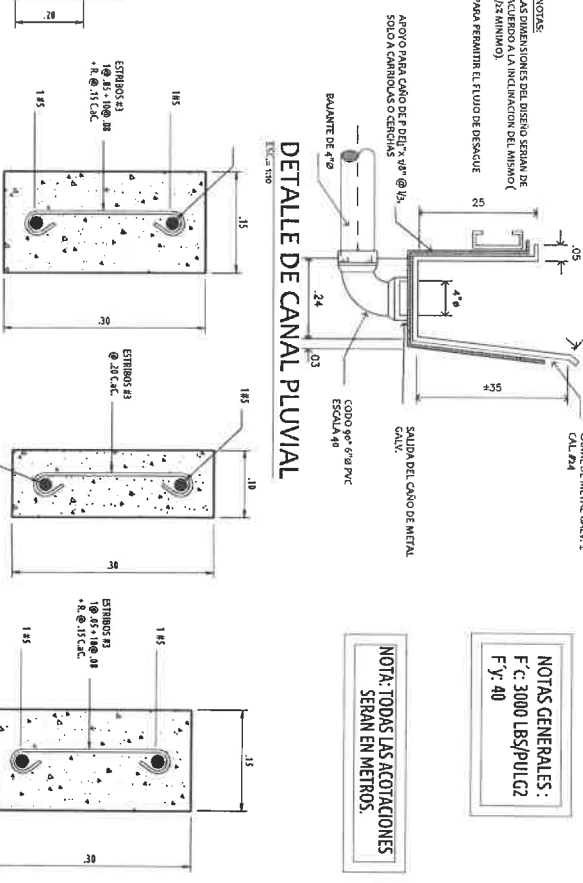 NOTAS:
LAS DIMENSIONES DEL DISEÑO SERIAN DE
ACUERDO A LA INCLINACION DEL MISMO (
1/2% MINIMO).
PARA PERMITIR EL FLUJO DE DESAGUE
CAL. #24
.05
25
4"Ø
±35
APOYO PARA CAÑO DE
SOLO A CARRIOLAS O CERCHAS
BAJANTE DE 4"Ø
.24
.03
SALIDA DEL CAÑO DE METAL
GALV.
CODO 90° 6"Ø PVC
ESCALA 40
DETALLE DE CANAL PLUVIAL
NOTAS GENERALES :
F´c: 3000 LBS/PULG2
F´y: 40
NOTA: TODAS LAS ACOTACIONES
SERAN EN METROS.
.20
ESTRIBOS #3
1@ .05 + 10@ .08
+ R. @ .15 C.aC.
1 #5
1 #5
.15
.30
ESTRIBOS #3
@ .20 C.aC.
1#5
.10
.30
ESTRIBOS #3
1@ .05 + 10@ .08
+ R. @ .15 C.aC.
1 #5
1 #5
.15
.30